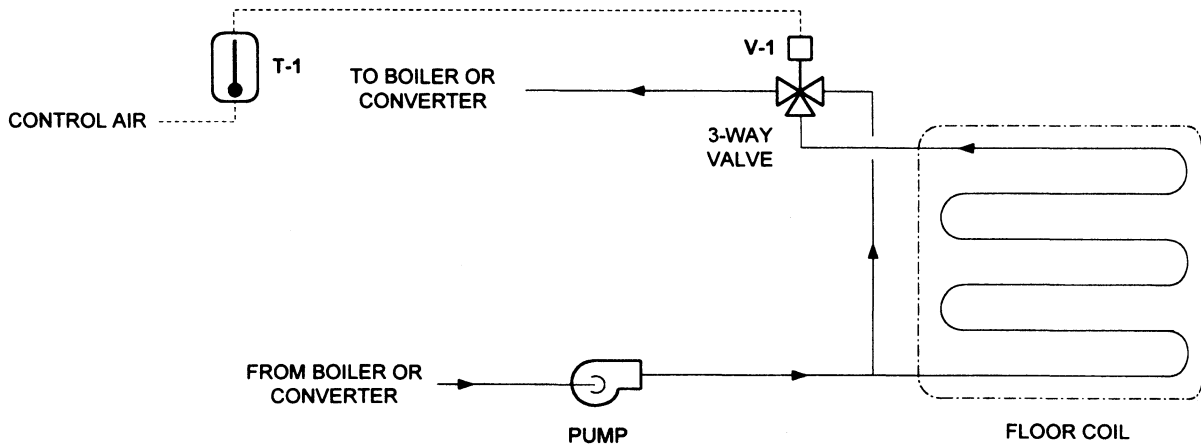 V-1
T-1
TO BOILER OR
CONVERTER
CONTROL AIR
3-WAY
VALVE
FROM BOILER OR
CONVERTER
PUMP
FLOOR COIL